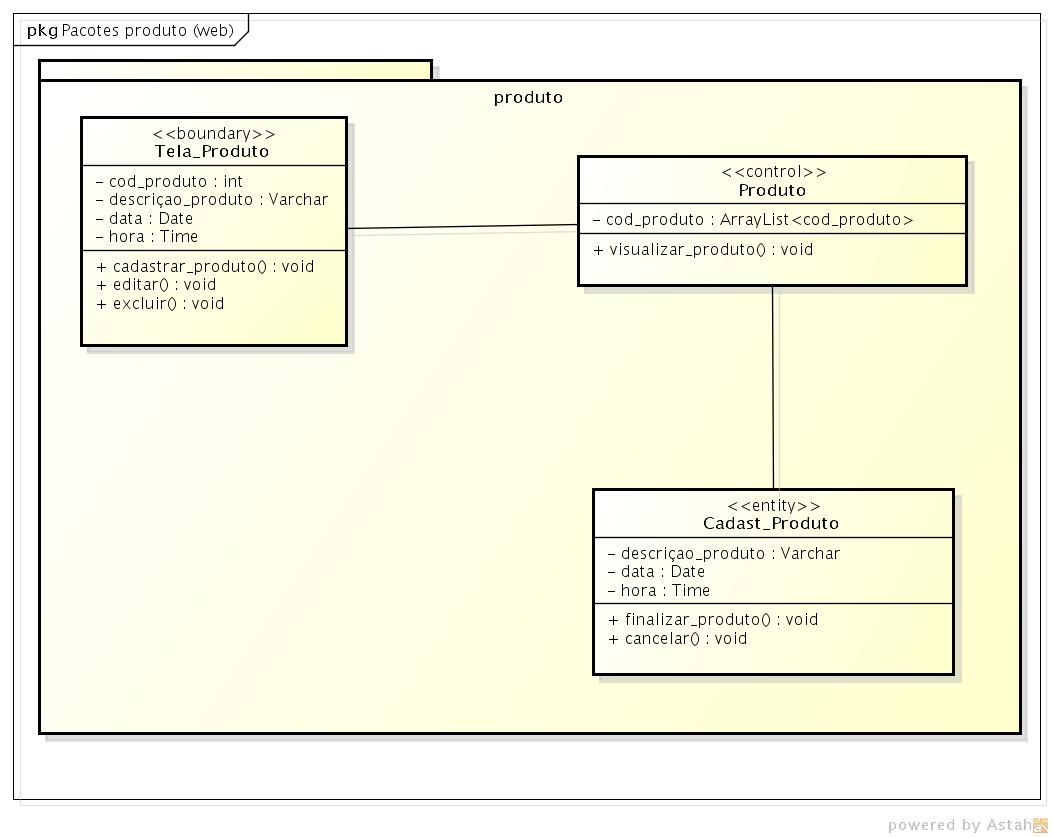 pkg Pacotes produto (web)
produto
<<boundary>>
Tela_Produto
- cod_produto : int
- descriçao_produto : Varchar
- data : Date
- hora : Time
+ cadastrar_produto() : void
+ editar() : void
+ excluir() : void
<<control>>
Produto
- cod_produto : ArrayList<cod_produto>
+ visualizar_produto() : void
<<entity>>
Cadast_Produto
- descriçao_produto : Varchar
- data : Date
- hora : Time
+ finalizar_produto() : void
+ cancelar() : void
powered by Astah